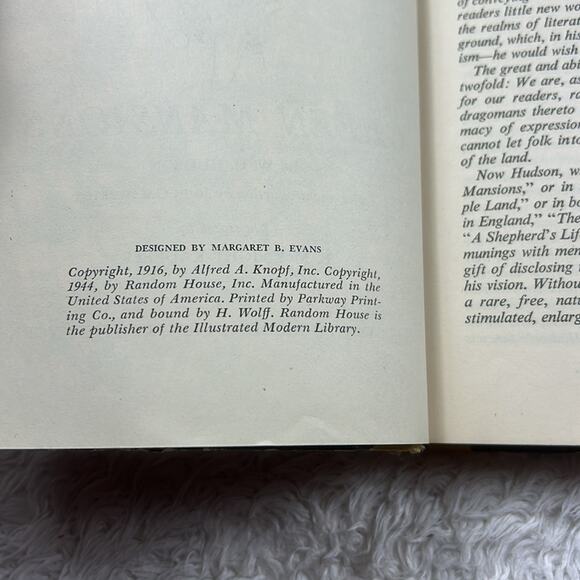 DESIGNED BY MARGARET B. EVANS
Copyright, 1916, by Alfred A. Knopf, Inc. Copyright,
1944, by Random House, Inc. Manufactured in the
United States of America. Printed by Parkway Print-
ing Co., and bound by H. Wolff. Random House is
the publisher of the Illustrated Modern Library.
of conveying
readers little new wo
the realms of literat
ground, which, in his
ism—he would wish
The great and abi
twofold: We are, as
for our readers, ra
dragomans thereto
macy of expression
cannot let folk into
of the land.
Now Hudson, w
Mansions," or in
ple Land," or in bo
in England," "The
"A Shepherd's Life
munings with men
gift of disclosing
his vision. Withou
a rare, free, natu
stimulated, enlarg